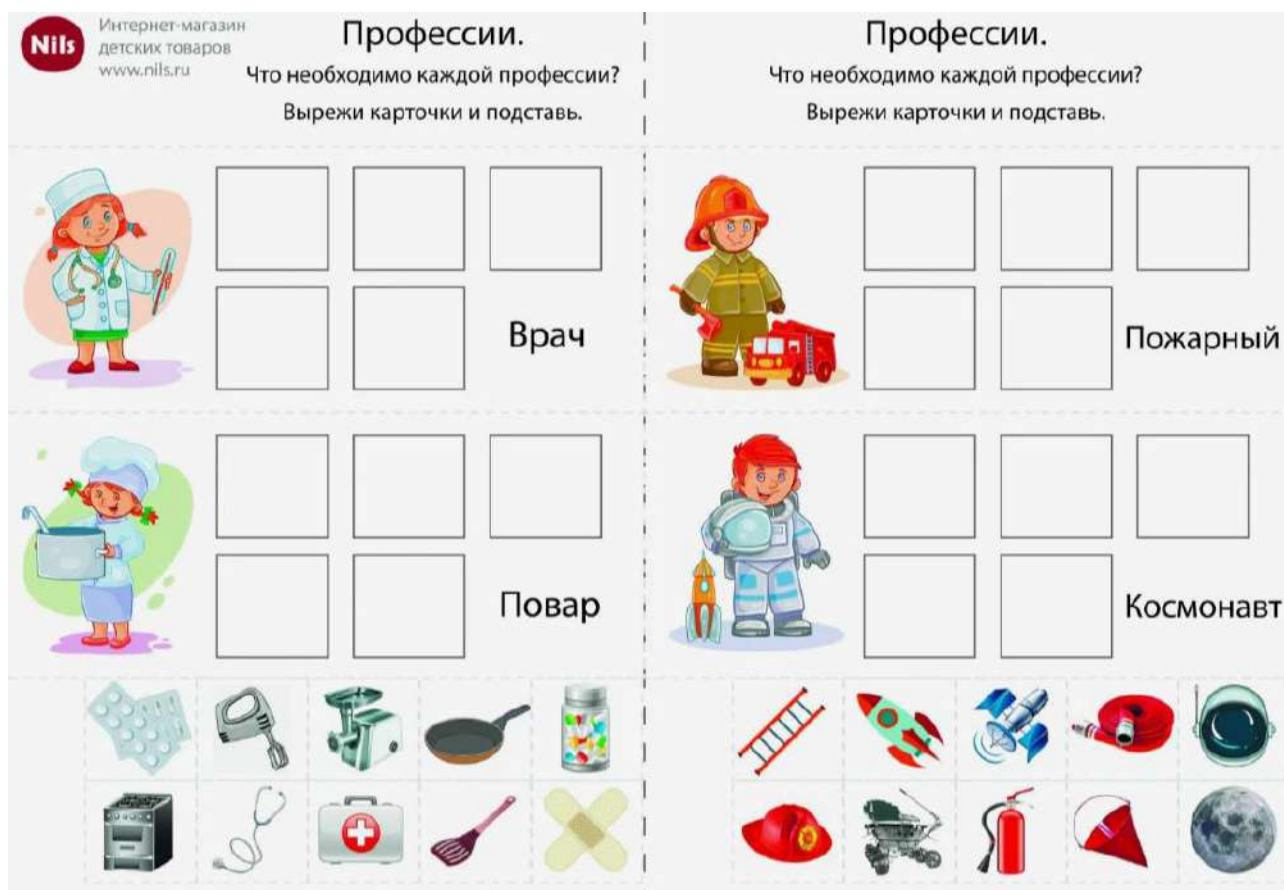 Nils
Интернет-магазин
детских товаров
www.nils.ru
Профессии.
Что необходимо каждой профессии?
Вырежи карточки и подставь.
Врач
Повар
Профессии.
Что необходимо каждой профессии?
Вырежи карточки и подставь.
Пожарный
Космонавт